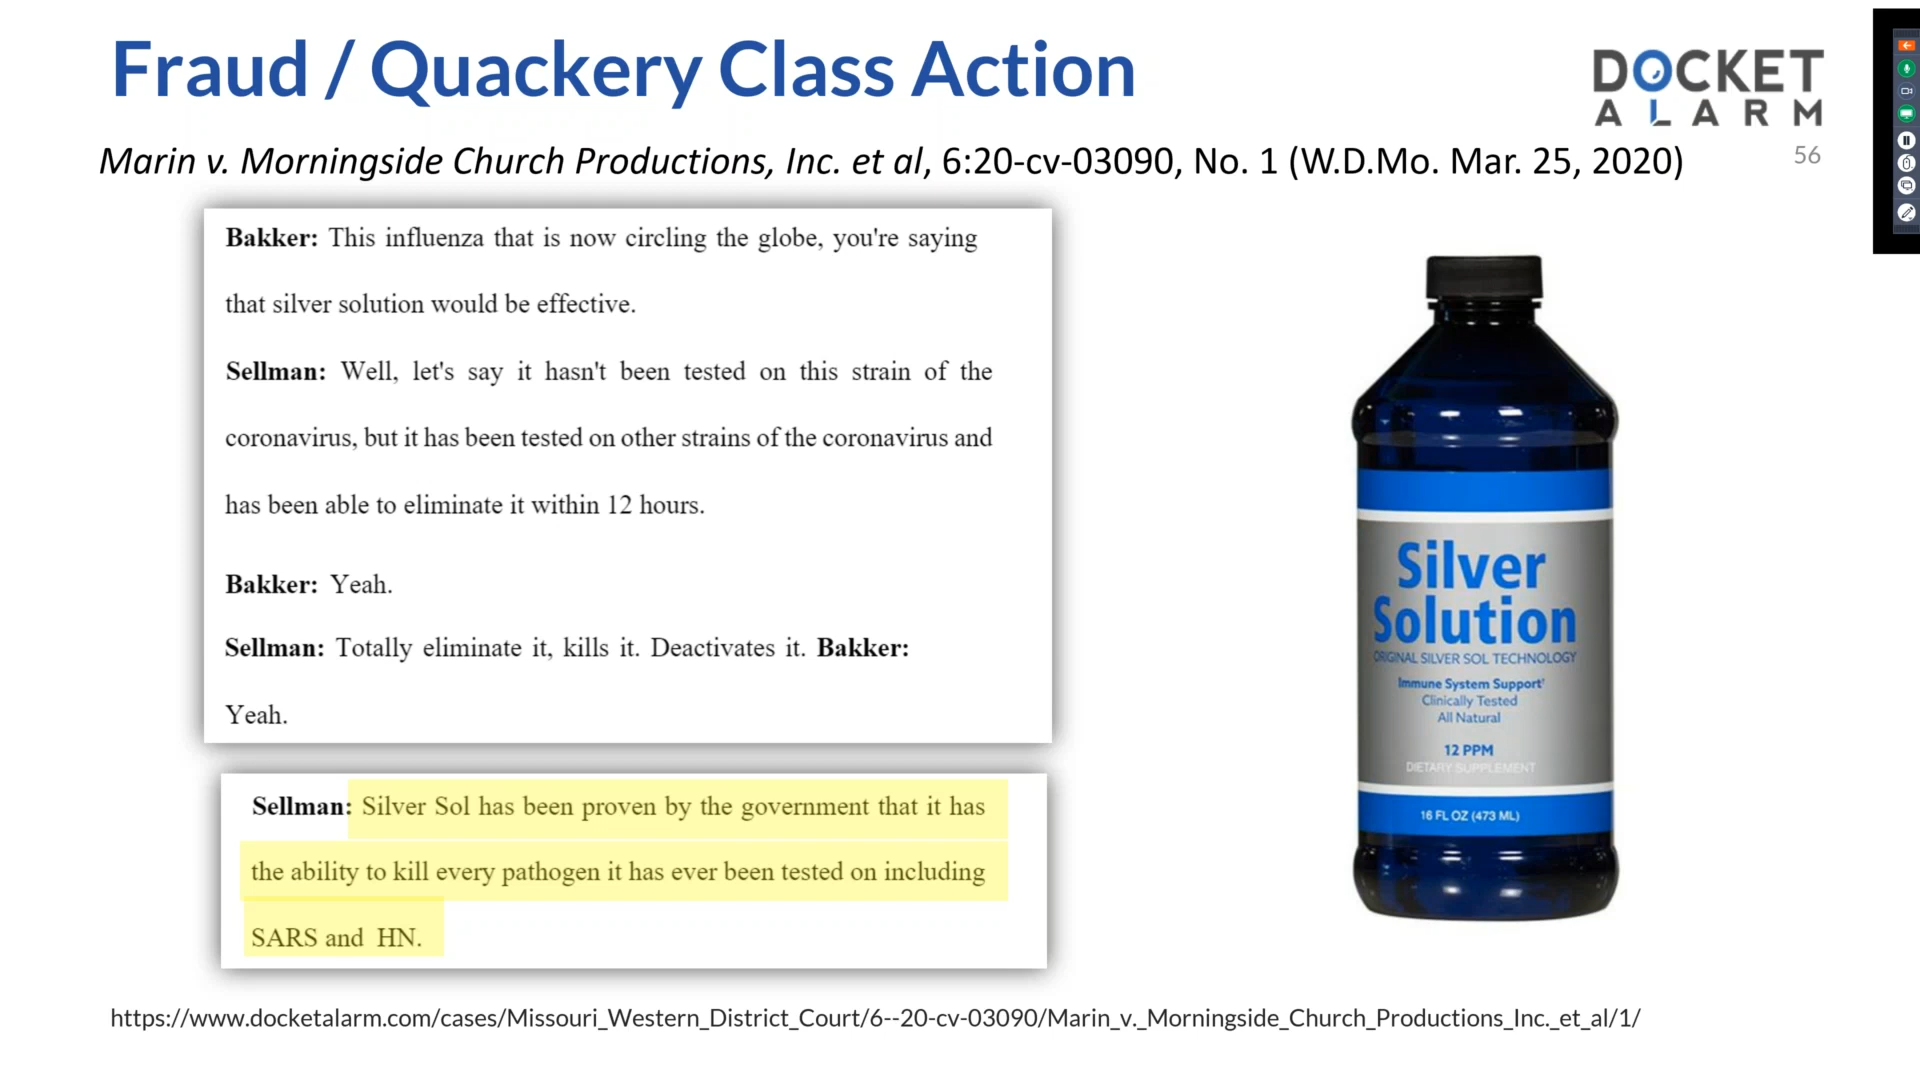 Fraud / Quackery Class Action
DOCKET
ALARM
Marin v. Morningside Church Productions, Inc. et al, 6:20-cv-03090, No. 1 (W.D.Mo. Mar. 25, 2020)
56
Bakker: This influenza that is now circling the globe, you're saying
that silver solution would be effective.
Sellman: Well, let's say it hasn't been tested on this strain of the
coronavirus, but it has been tested on other strains of the coronavirus and
has been able to eliminate it within 12 hours.
Bakker: Yeah.
Sellman: Totally eliminate it, kills it. Deactivates it. Bakker:
Yeah.
Sellman: Silver Sol has been proven by the government that it has
the ability to kill every pathogen it has ever been tested on including
SARS and HN.
Silver
Solution
ORIGINAL SILVER SOL TECHNOLOGY
Immune System Support†
Clinically Tested
All Natural
12 PPM
DIETARY SUPPLEMENT
16 FL OZ (473 ML)
https://www.docketalarm.com/cases/Missouri_Western_District_Court/6--20-cv-03090/Marin_v._Morningside_Church_Productions_Inc._et_al/1/